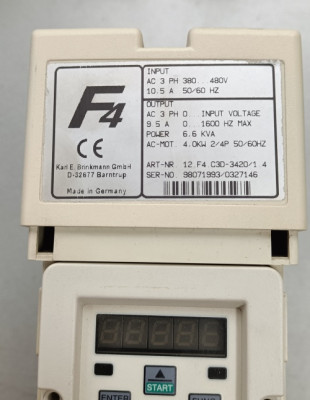 F4
CE
Karl E. Brinkmann GmbH
D-32677 Barntrup
Made in Germany
INPUT
AC 3 PH 380...480V
10.5 A 50/60 HZ
OUTPUT
AC 3 PH 0...INPUT VOLTAGE
9.5 A 0...1600 HZ MAX
POWER 6.6 KVA
AC-MOT. 4.0KW 2/4P 50/60HZ
ART-NR 12.F4.C3D-3420/1.4
SER-NO 98071993/0327146
START
ENTER
FUNC